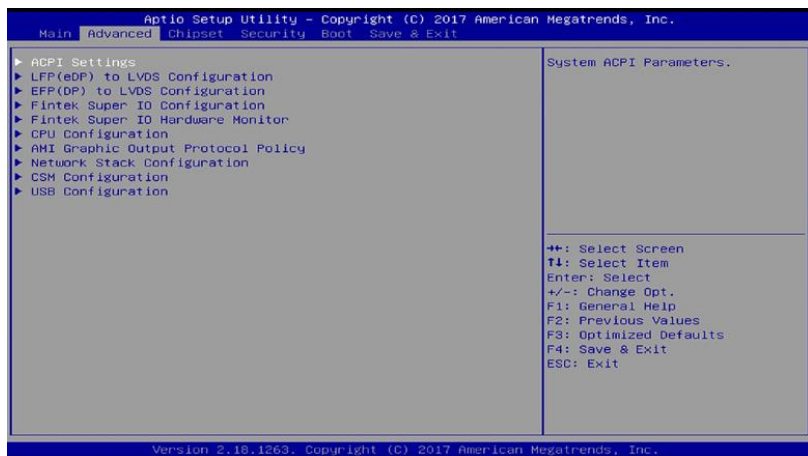 Aptio Setup Utility – Copyright (C) 2017 American Megatrends, Inc.
Main Advanced Chipset Security Boot Save & Exit
▶ ACPI Settings
▶ LFP(eDP) to LVDS Configuration
▶ EFP(DP) to LVDS Configuration
▶ Fintek Super IO Configuration
▶ Fintek Super IO Hardware Monitor
▶ CPU Configuration
▶ AMI Graphic Output Protocol Policy
▶ Network Stack Configuration
▶ CSM Configuration
▶ USB Configuration
System ACPI Parameters.
→←: Select Screen
↑↓: Select Item
Enter: Select
+/-: Change Opt.
F1: General Help
F2: Previous Values
F3: Optimized Defaults
F4: Save & Exit
ESC: Exit
Version 2.18.1263. Copyright (C) 2017 American Megatrends, Inc.